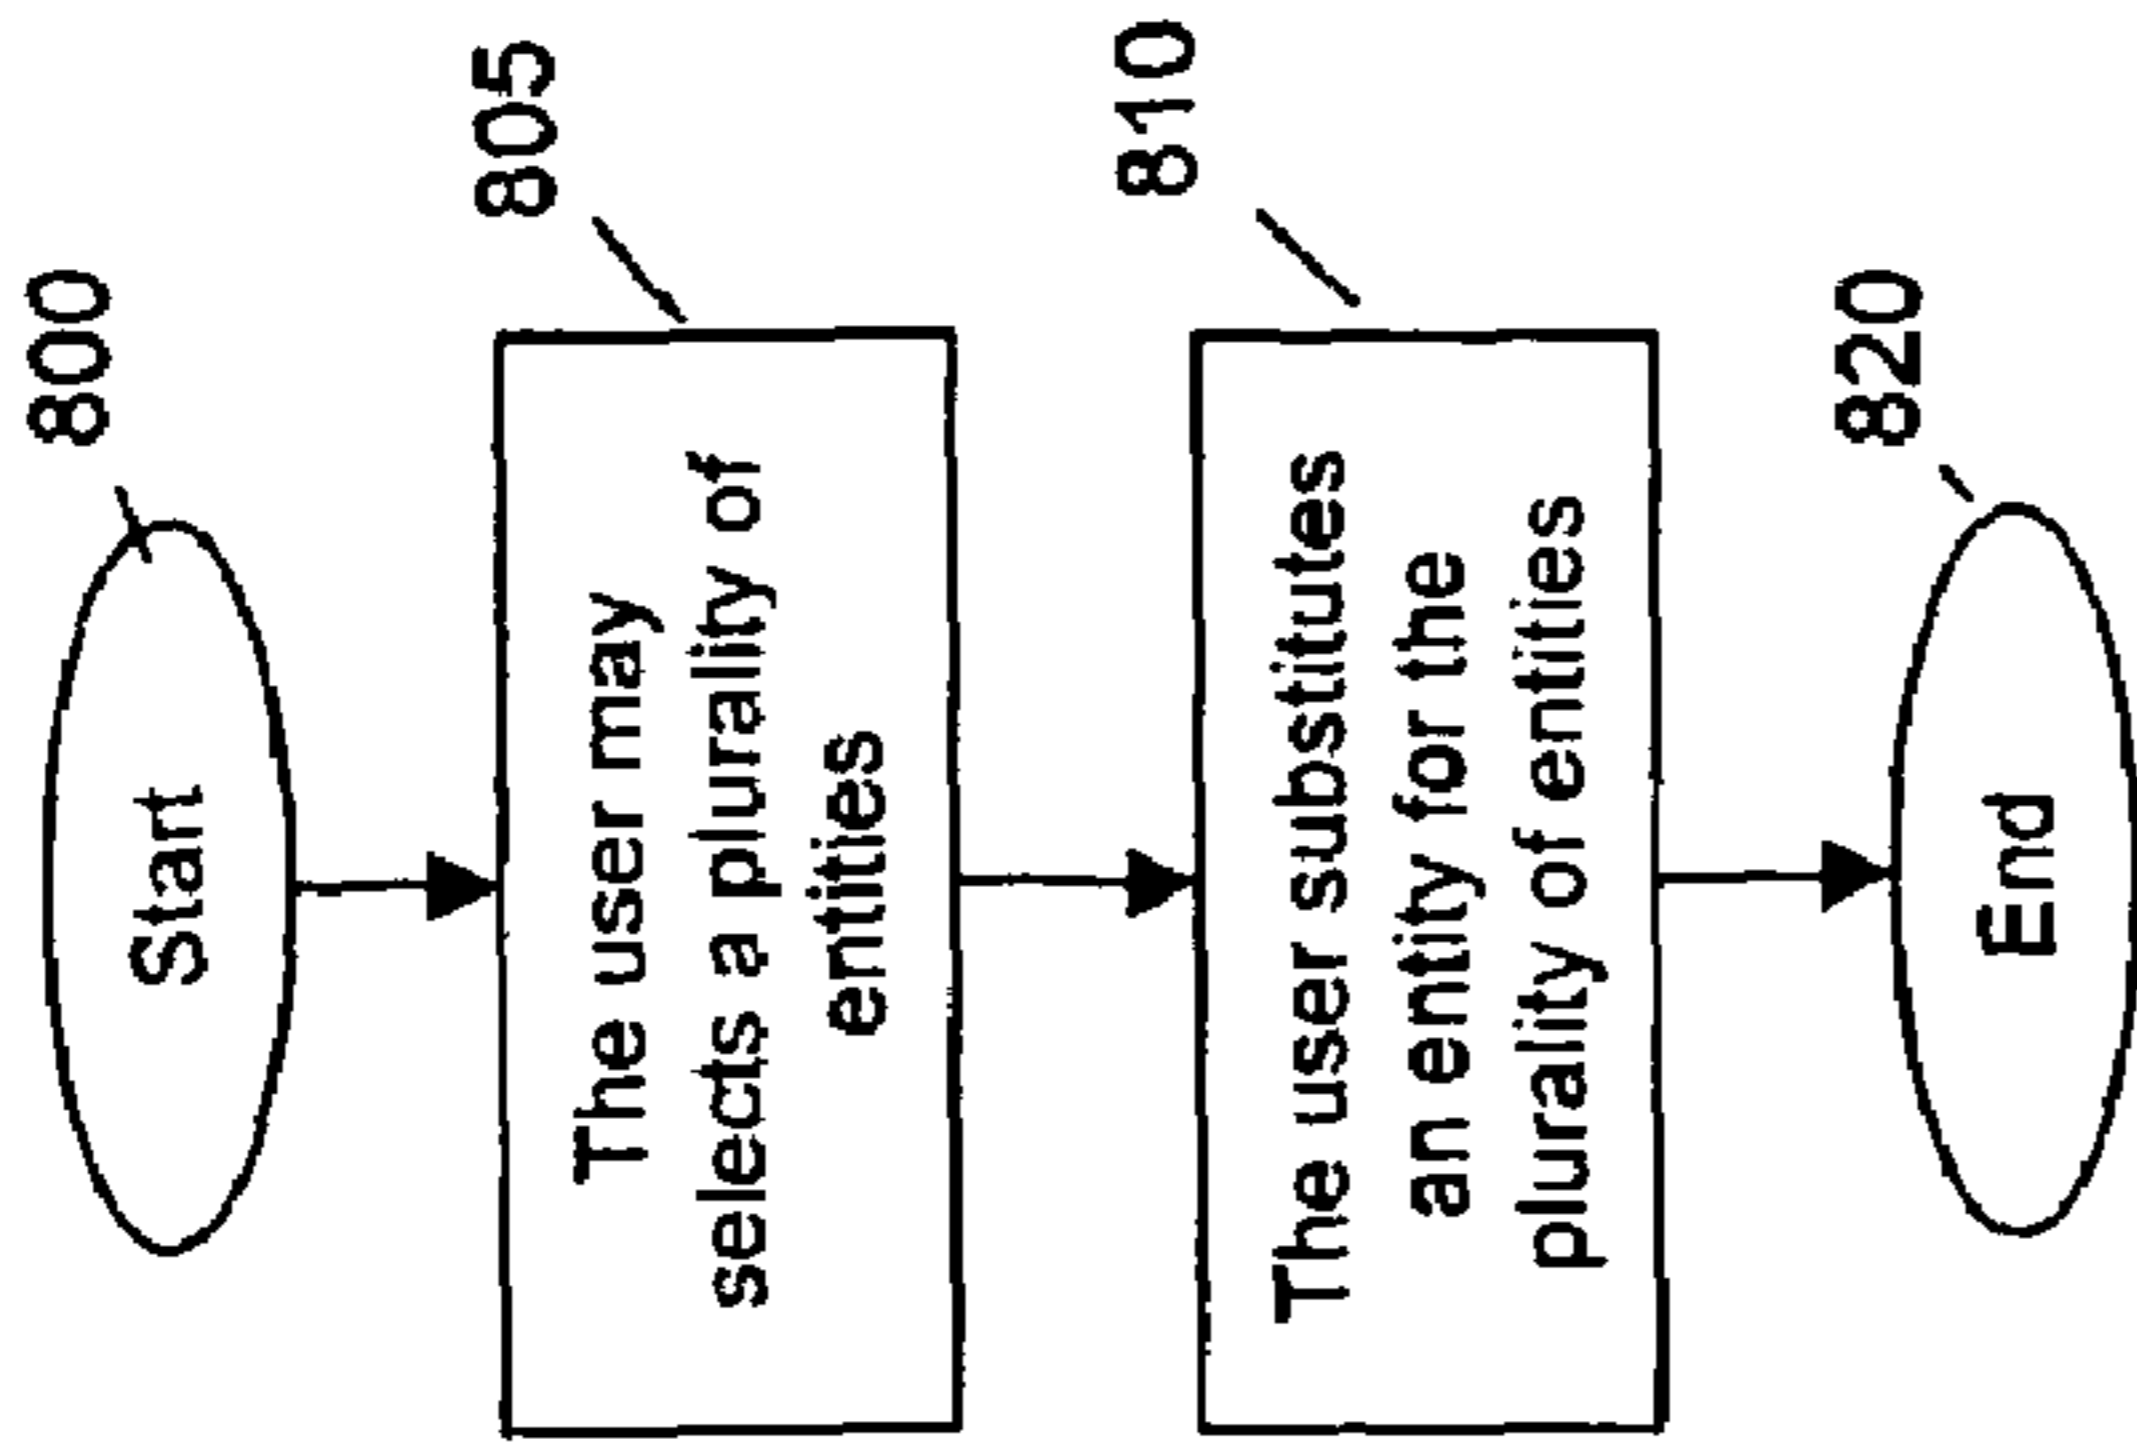 800
Start
805
The user may
selects a plurality of
entities
810
The user substitutes
an entity for the
plurality of entities
820
End